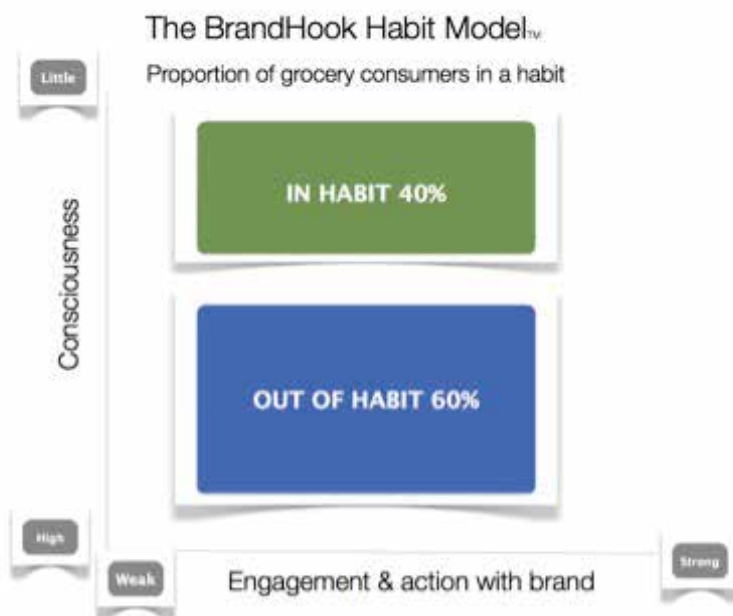 The BrandHook Habit Model™
Proportion of grocery consumers in a habit
Little
IN HABIT 40%
Consciousness
OUT OF HABIT 60%
High
Weak
Engagement & action with brand
Strong